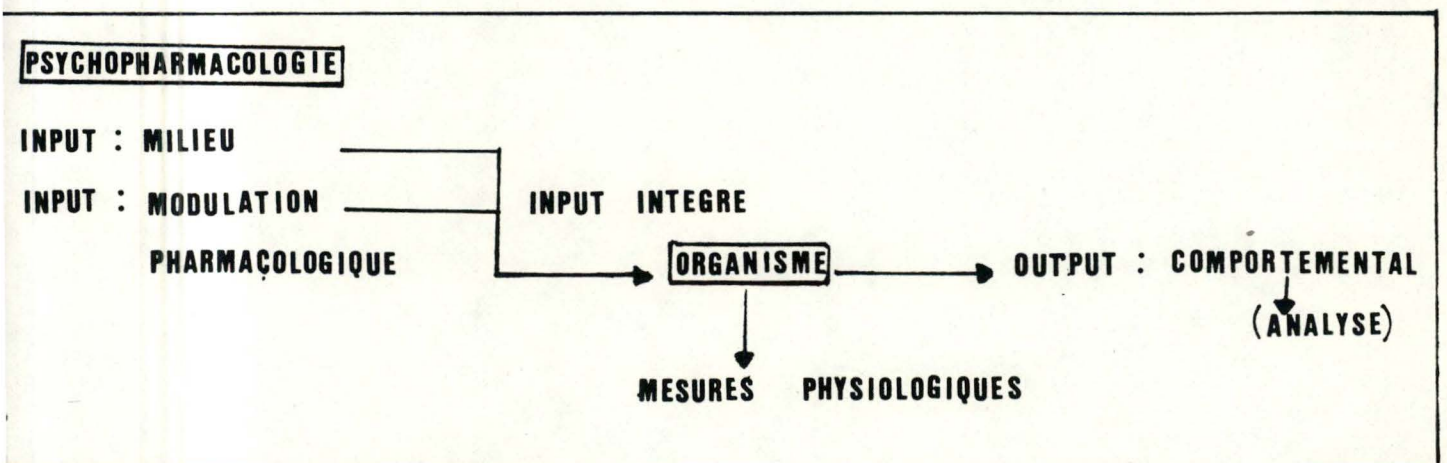 PSYCHOPHARMACOLOGIE
INPUT : MILIEU
INPUT : MODULATION
PHARMAÇOLOGIQUE
INPUT INTEGRE
ORGANISME
OUTPUT : COMPORTEMENTAL
(ANALYSE)
MESURES PHYSIOLOGIQUES